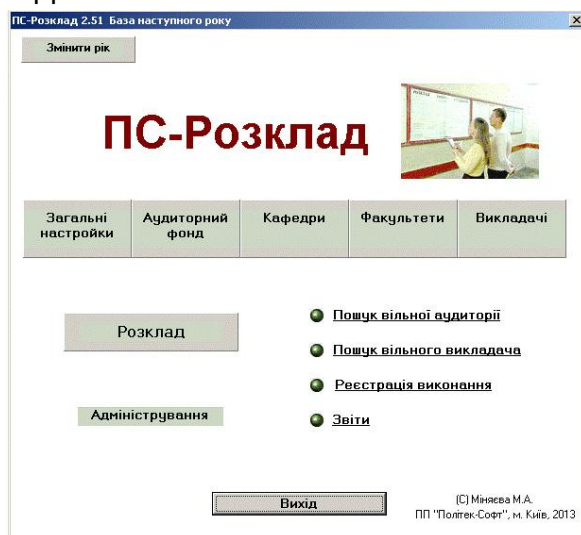 ПС-Розклад 2.51 База наступного року
Змінити рік
ПС-Розклад
Загальні настройки
Аудиторний фонд
Кафедри
Факультети
Викладачі
Розклад
Пошук вільної аудиторії
Пошук вільного викладача
Реєстрація виконання
Адміністрування
Звіти
Вихід
(C) Міняєва М.А.
ПП "Політек-Софт", м. Київ, 2013